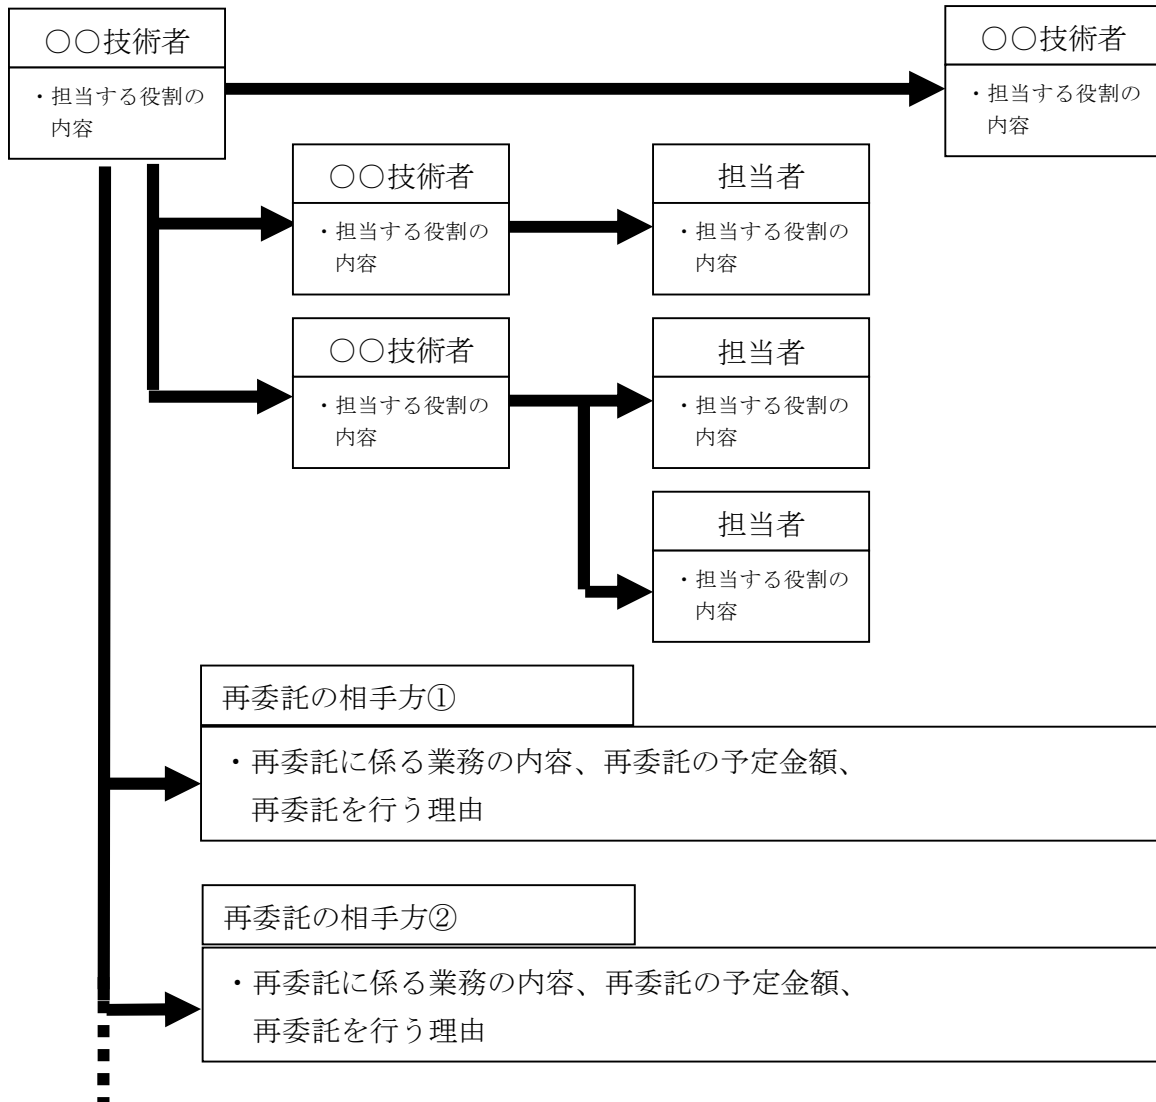 〇〇技術者
・担当する役割の
内容
〇〇技術者
・担当する役割の
内容
〇〇技術者
・担当する役割の
内容
担当者
・担当する役割の
内容
〇〇技術者
・担当する役割の
内容
担当者
・担当する役割の
内容
担当者
・担当する役割の
内容
再委託の相手方①
・再委託に係る業務の内容、再委託の予定金額、
再委託を行う理由
再委託の相手方②
・再委託に係る業務の内容、再委託の予定金額、
再委託を行う理由